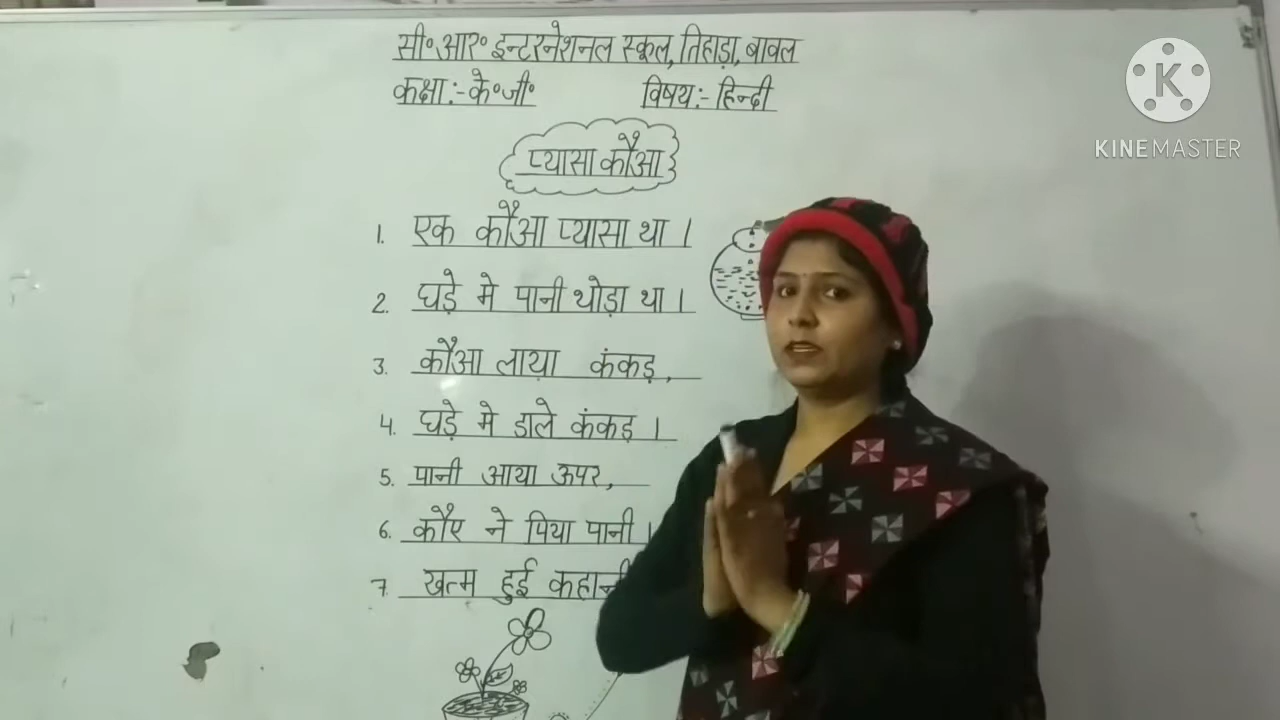 सी॰ आर॰ इन्टरनेशनल स्कूल, तिहाड़ा, बावल
कक्षा :- के॰जी॰ विषय :- हिन्दी
प्यासा कौआ
1. एक कौआ प्यासा था।
2. घड़े मे पानी थोड़ा था।
3. कौआ लाया कंकड़,
4. घड़े मे डाले कंकड़।
5. पानी आया ऊपर,
6. कौए ने पिया पानी।
7. खत्म हुई कहानी
K
KINEMASTER